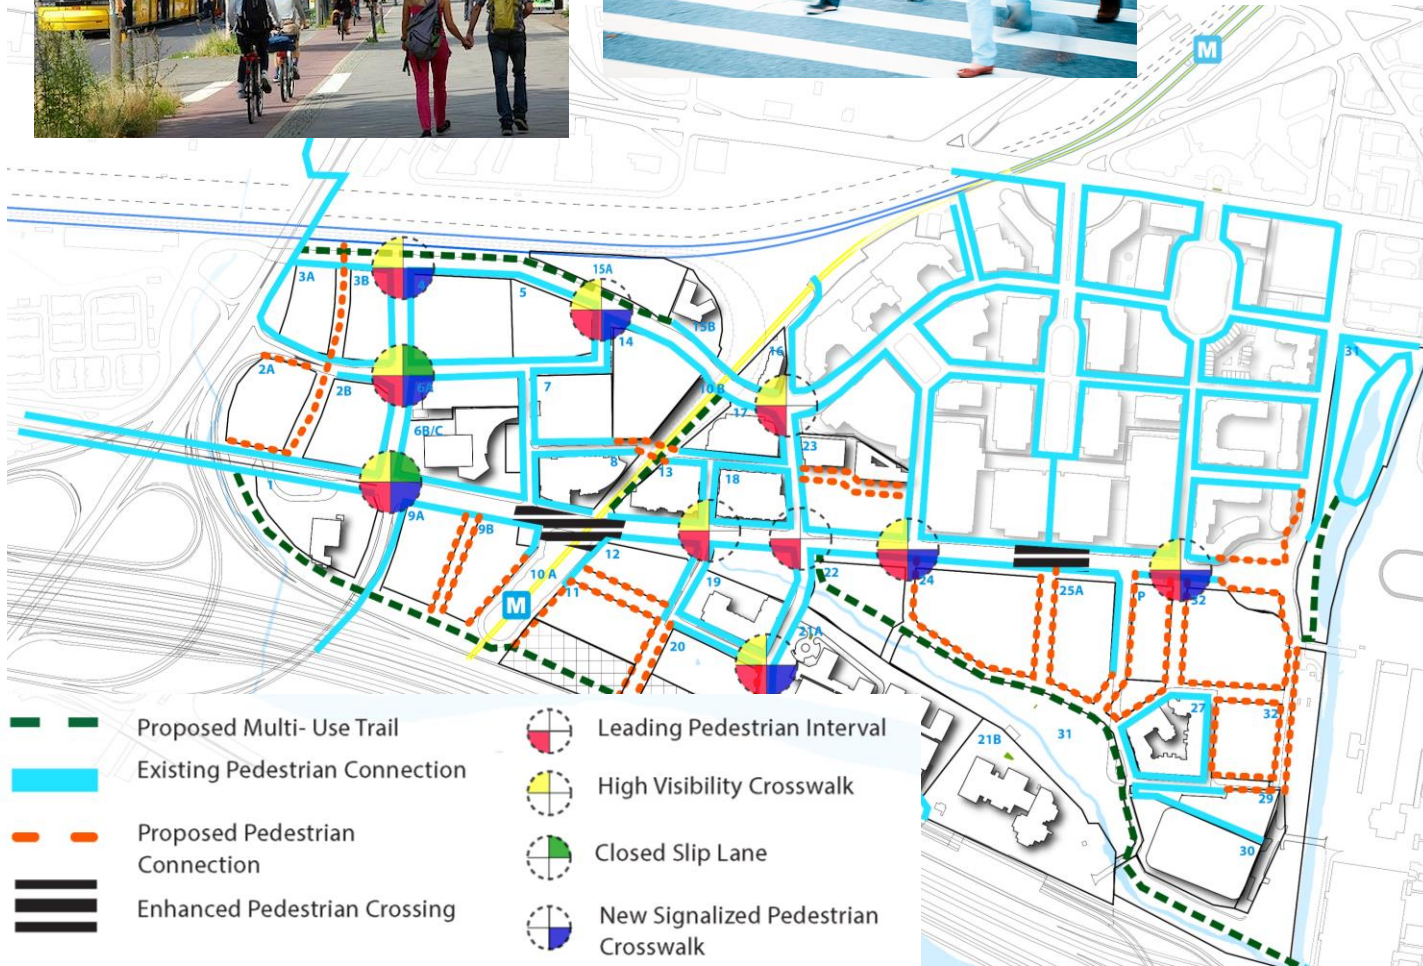 M
15A
3A
3B
4
5
15B
14
31
16
2A
2B
6A
7
10 B
17
6B/C
23
8
13
18
1
9A
9B
12
22
24
10 A
11
19
25A
P
32
M
21A
20
27
32
31
21B
29
30
Proposed Multi- Use Trail
Existing Pedestrian Connection
Proposed Pedestrian
Connection
Enhanced Pedestrian Crossing
Leading Pedestrian Interval
High Visibility Crosswalk
Closed Slip Lane
New Signalized Pedestrian
Crosswalk